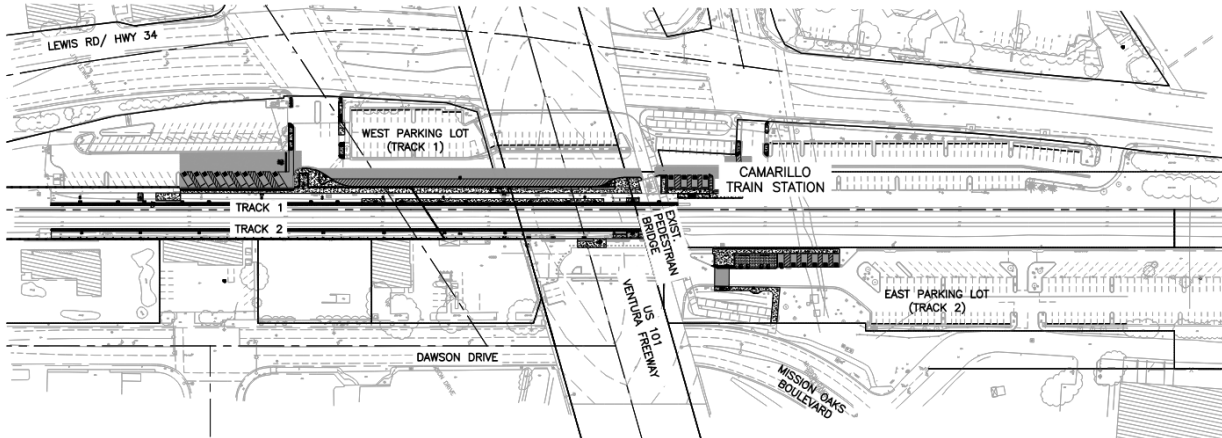 LEWIS RD/ HWY 34
WEST PARKING LOT
(TRACK 1)
CAMARILLO
TRAIN STATION
TRACK 1
TRACK 2
EXIST.
PEDESTRIAN
BRIDGE
US 101
VENTURA FREEWAY
EAST PARKING LOT
(TRACK 2)
DAWSON DRIVE
MISSION OAKS
BOULEVARD